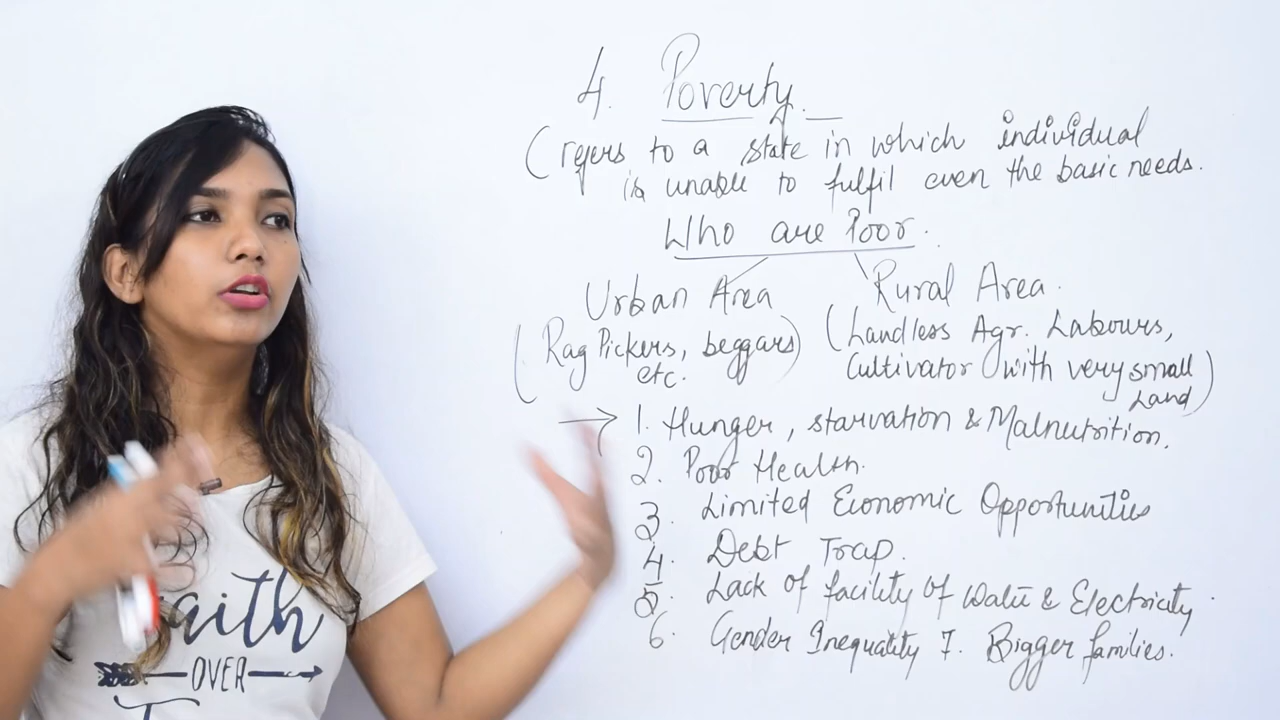 4. Poverty.
(refers to a state in which individual
is unable to fulfil even the basic needs.
Who are Poor.
Urban Area
(Rag Pickers, beggars)
etc.
Rural Area.
(Landless Agr. Labours,
Cultivator with very small
Land)
→ 1. Hunger, starvation & Malnutrition.
2. Poor Health.
3. Limited Economic Opportunities
4. Debt Trap.
5. Lack of facility of Water & Electricity.
6. Gender Inequality 7. Bigger families.
faith
OVER